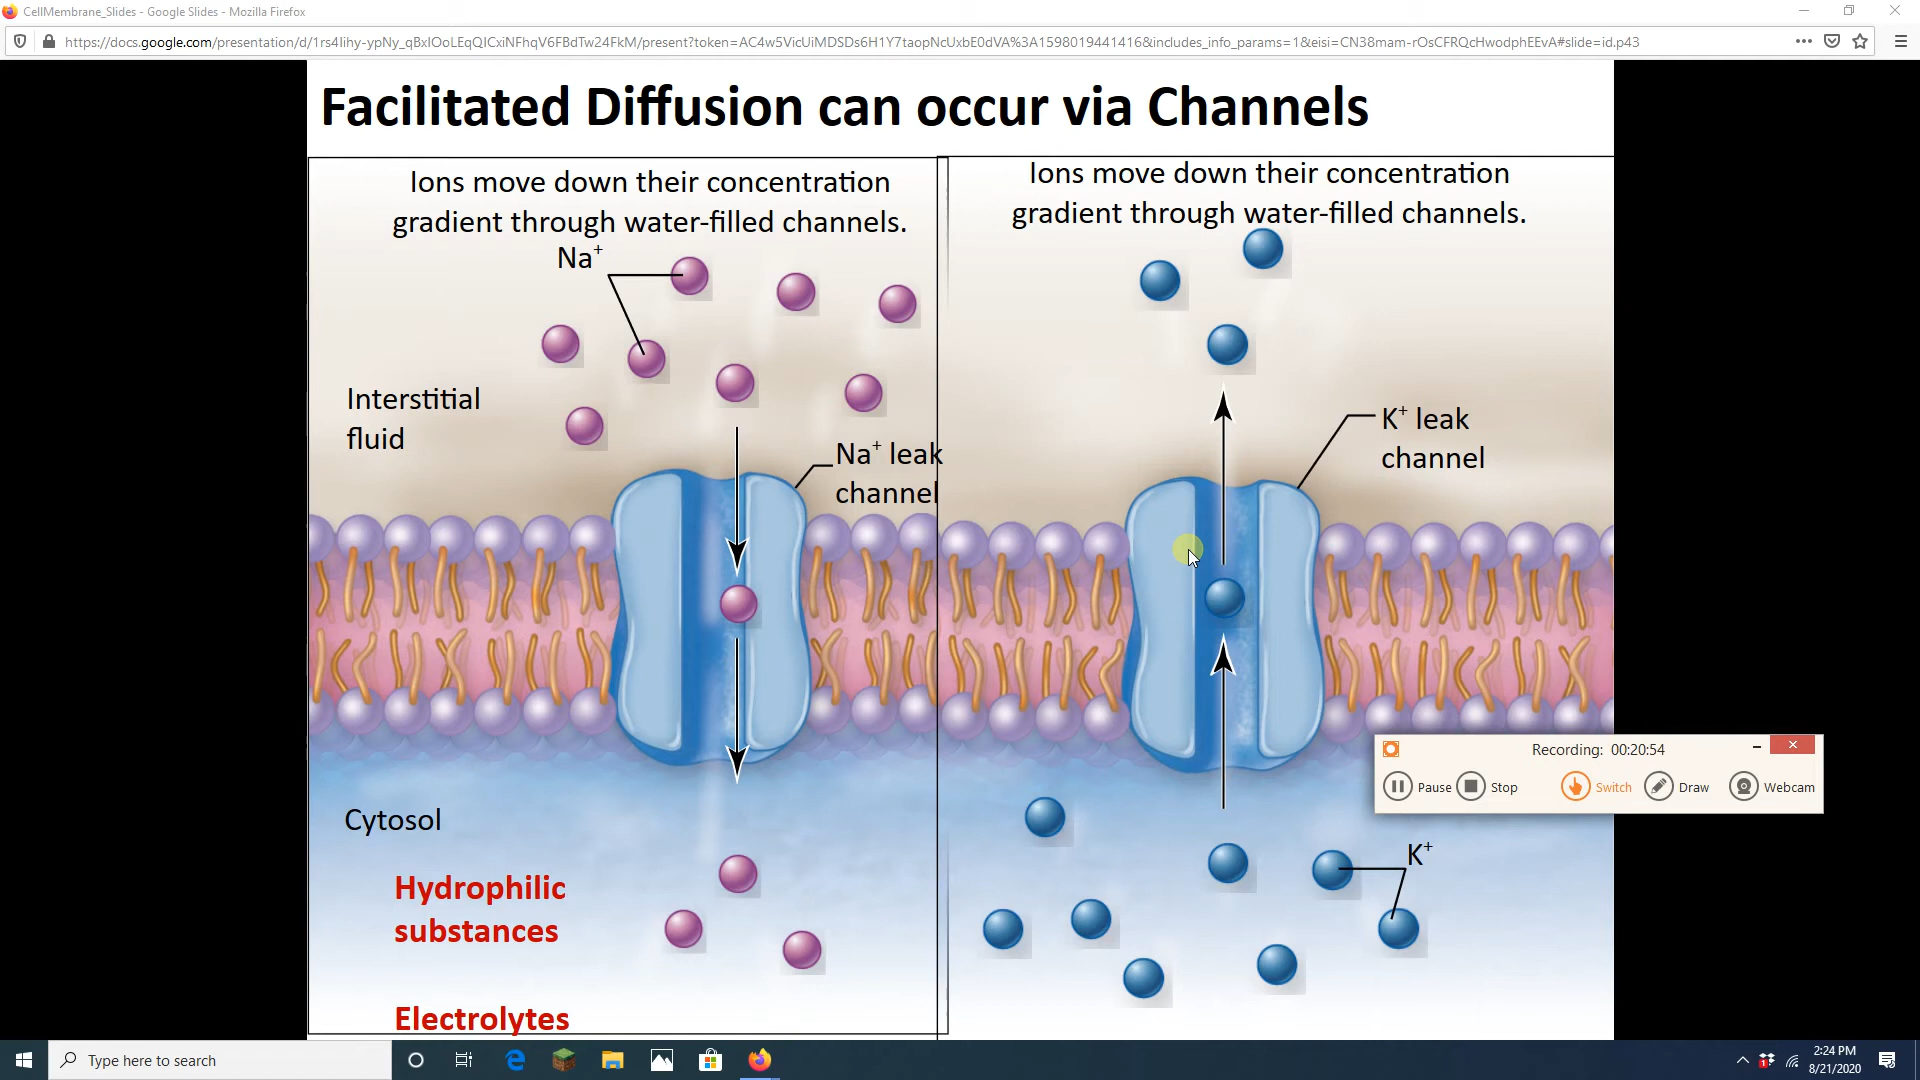 CellMembrane_Slides - Google Slides - Mozilla Firefox
https://docs.google.com/presentation/d/1rs4Iihy-ypNy_qBxIOoLEqQICxiNFhqV6FBdTw24FkM/present?token=AC4w5VicUiMDSDs6H1Y7taopNcUxbE0dVA%3A1598019441416&includes_info_params=1&eisi=CN38mam-rOsCFRQcHwodphEEvA#slide=id.p43
Facilitated Diffusion can occur via Channels
Ions move down their concentration
gradient through water-filled channels.
Na⁺
Interstitial
fluid
Na⁺ leak
channel
Cytosol
Hydrophilic
substances
Electrolytes
Ions move down their concentration
gradient through water-filled channels.
K⁺ leak
channel
K⁺
Recording: 00:20:54
Pause Stop Switch Draw Webcam
Type here to search
2:24 PM
8/21/2020